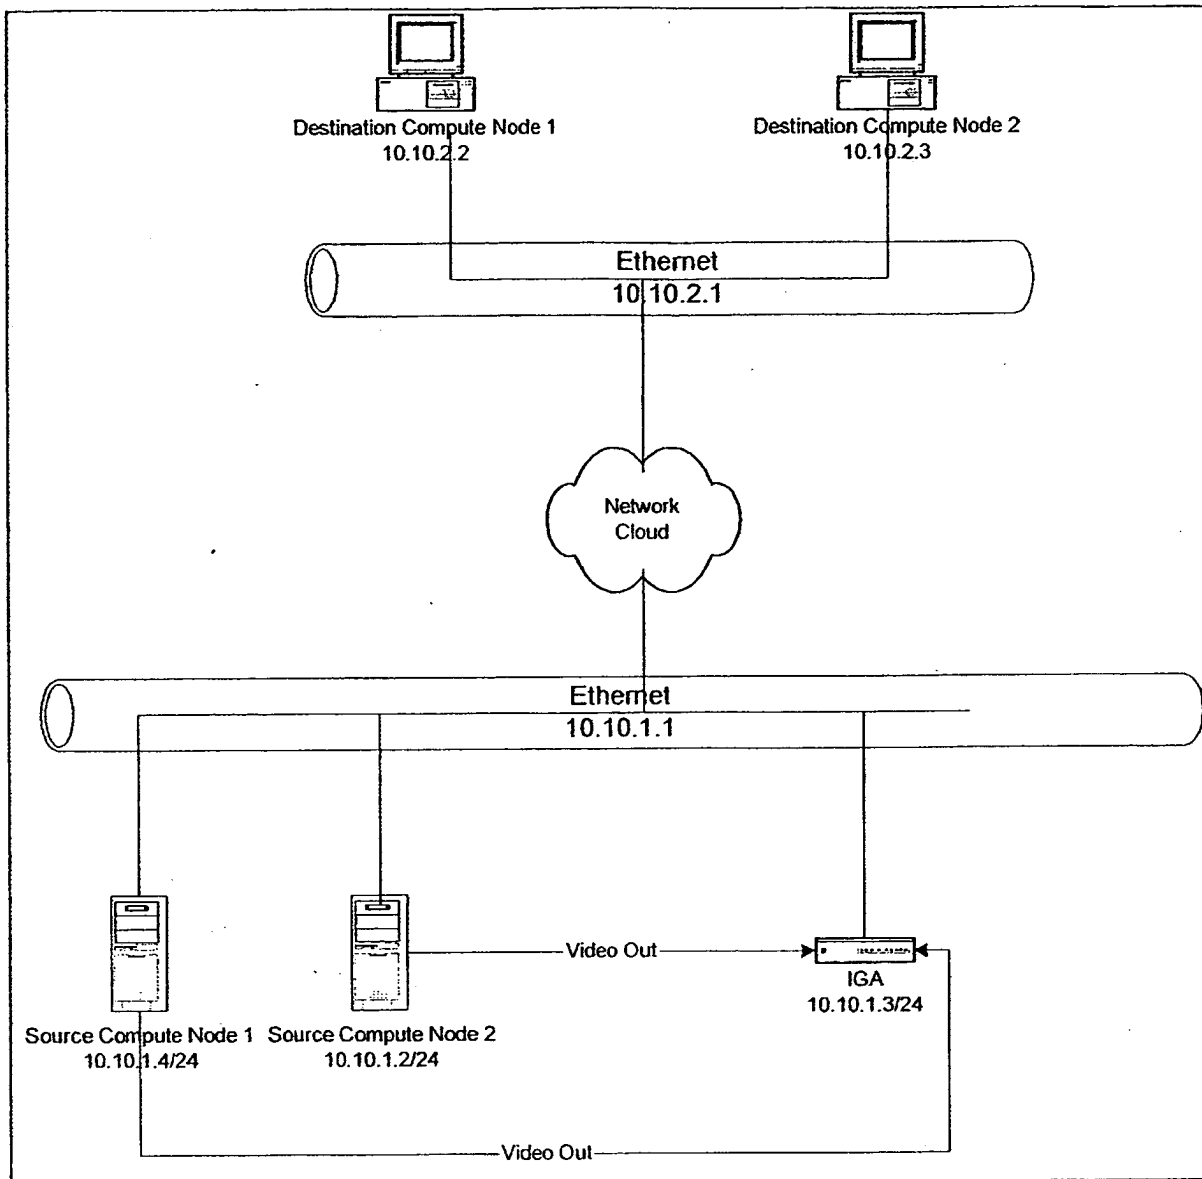 Destination Compute Node 1
10.10.2.2
Destination Compute Node 2
10.10.2.3
Ethernet
10.10.2.1
Network
Cloud
Ethernet
10.10.1.1
Video Out
IGA
10.10.1.3/24
Source Compute Node 1
10.10.1.4/24
Source Compute Node 2
10.10.1.2/24
Video Out